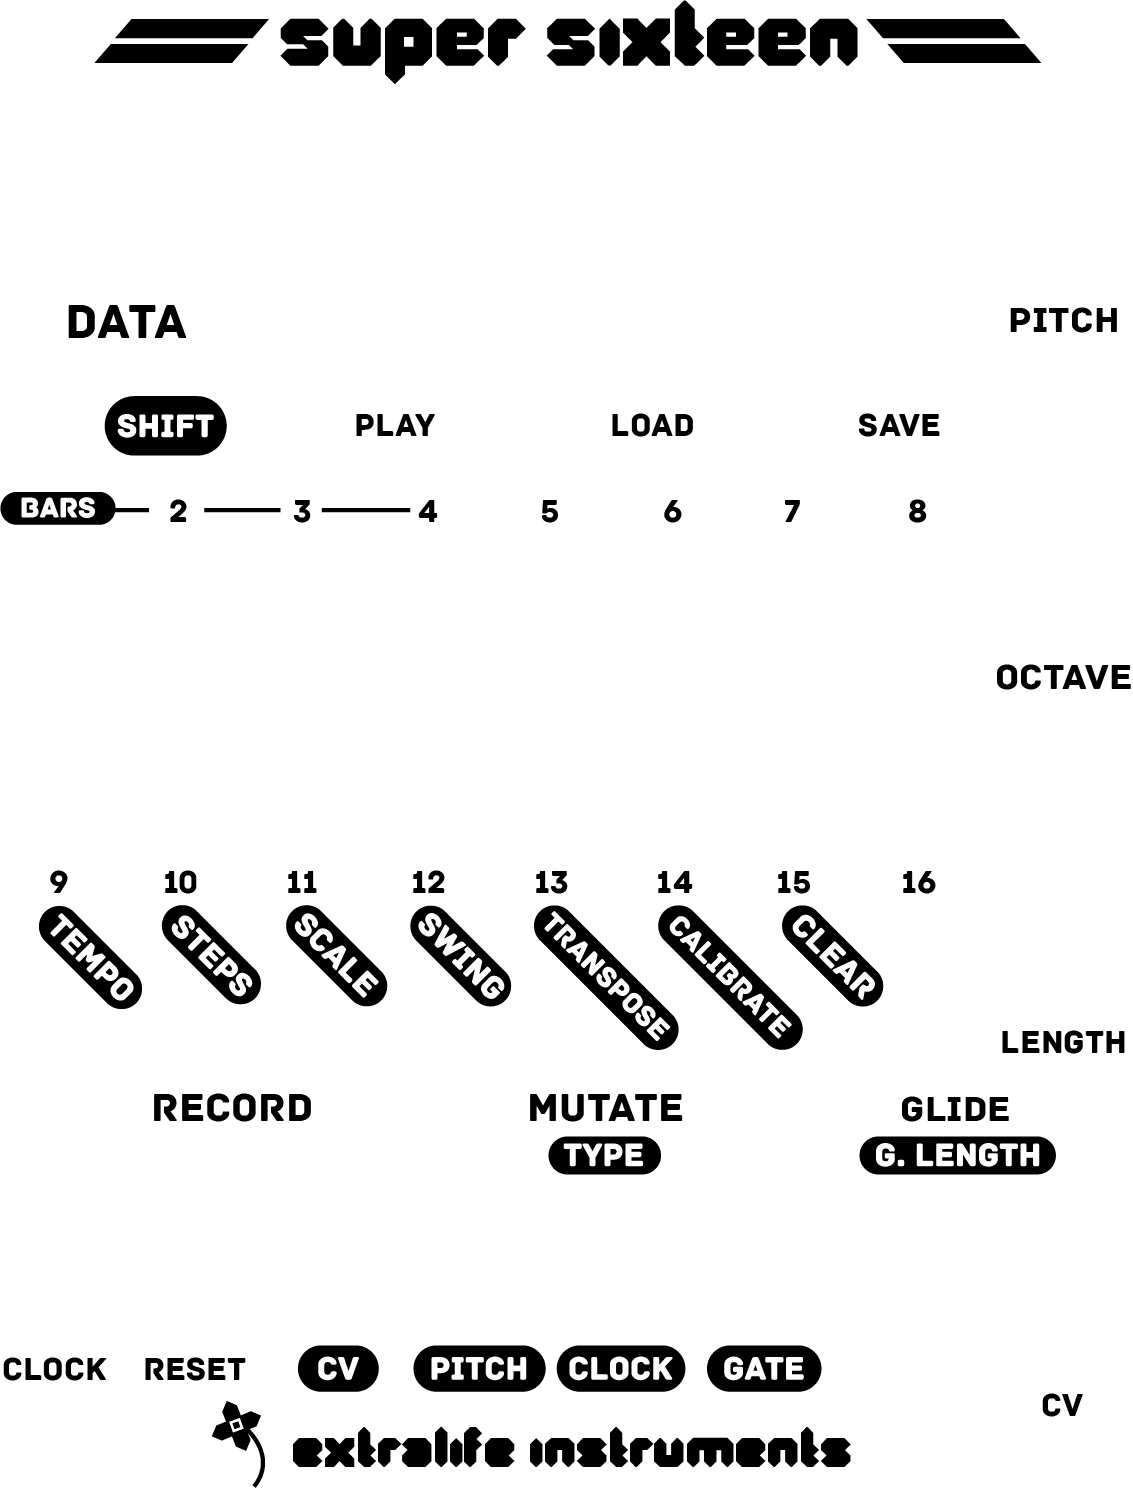 super sixteen
DATA PITCH
SHIFT PLAY LOAD SAVE
BARS 2 3 4 5 6 7 8
OCTAVE
9 10 11 12 13 14 15 16
TEMPO STEPS SCALE SWING TRANSPOSE CALIBRATE CLEAR
LENGTH
RECORD MUTATE GLIDE
TYPE G. LENGTH
CLOCK RESET CV PITCH CLOCK GATE
CV
extralife instruments